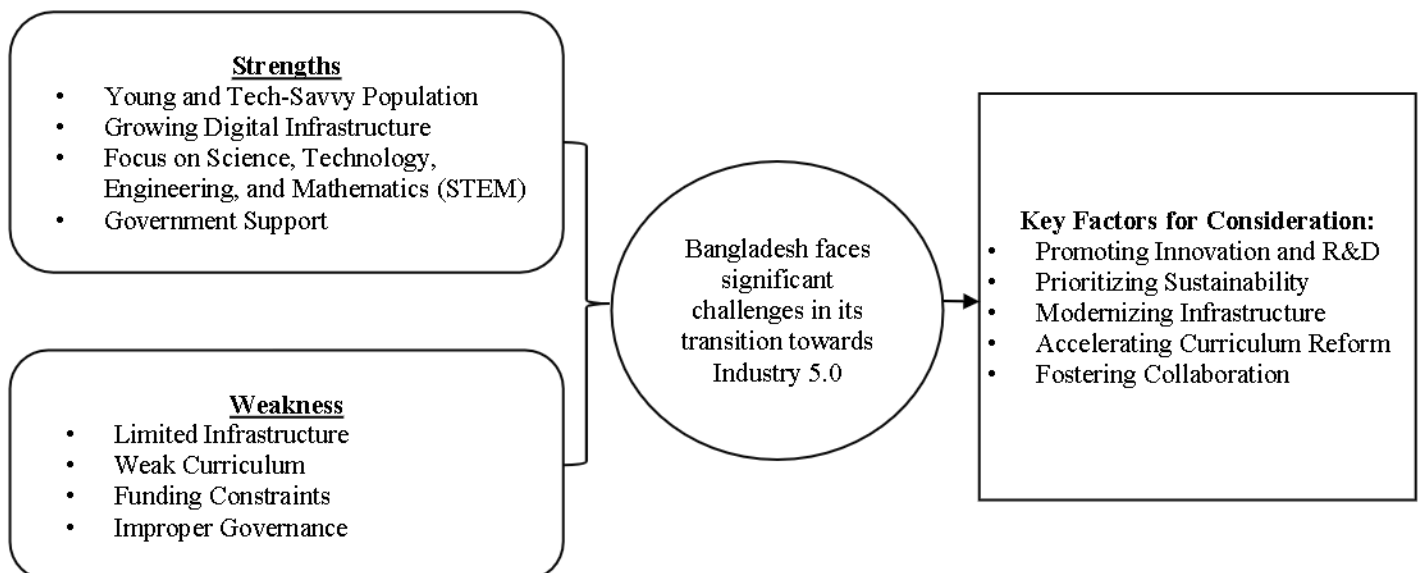 Strengths
• Young and Tech-Savvy Population
• Growing Digital Infrastructure
• Focus on Science, Technology,
Engineering, and Mathematics (STEM)
• Government Support
Weakness
• Limited Infrastructure
• Weak Curriculum
• Funding Constraints
• Improper Governance
Bangladesh faces
significant
challenges in its
transition towards
Industry 5.0
Key Factors for Consideration:
• Promoting Innovation and R&D
• Prioritizing Sustainability
• Modernizing Infrastructure
• Accelerating Curriculum Reform
• Fostering Collaboration